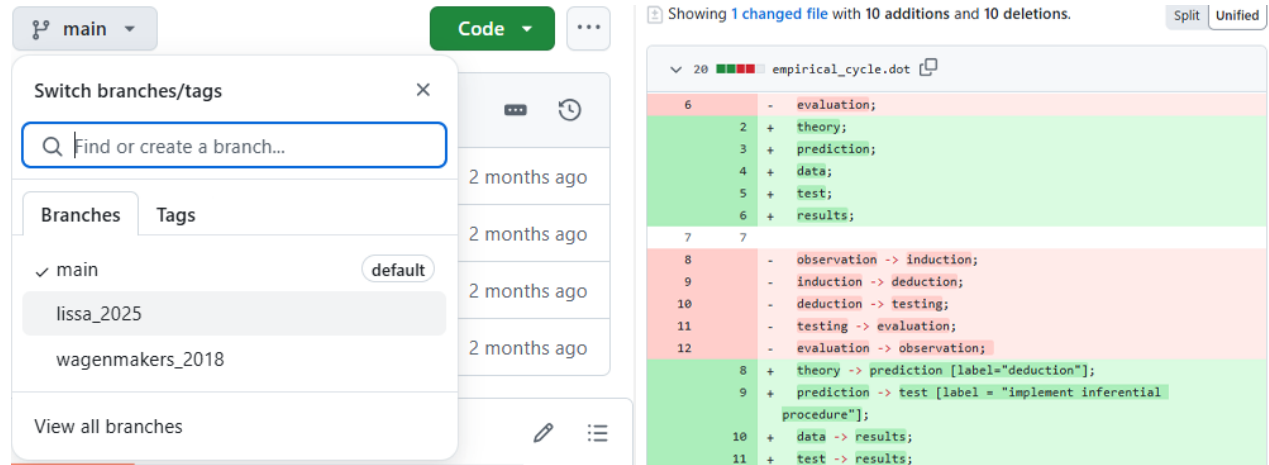 main
Code
Switch branches/tags
Find or create a branch...
Branches
Tags
main
default
lissa_2025
wagenmakers_2018
View all branches
2 months ago
2 months ago
2 months ago
2 months ago
Showing 1 changed file with 10 additions and 10 deletions.
Split Unified
20 empirical_cycle.dot
6 - evaluation;
2 + theory;
3 + prediction;
4 + data;
5 + test;
6 + results;
7 7
8 - observation -> induction;
9 - induction -> deduction;
10 - deduction -> testing;
11 - testing -> evaluation;
12 - evaluation -> observation;
8 + theory -> prediction [label="deduction"];
9 + prediction -> test [label = "implement inferential
procedure"];
10 + data -> results;
11 + test -> results;